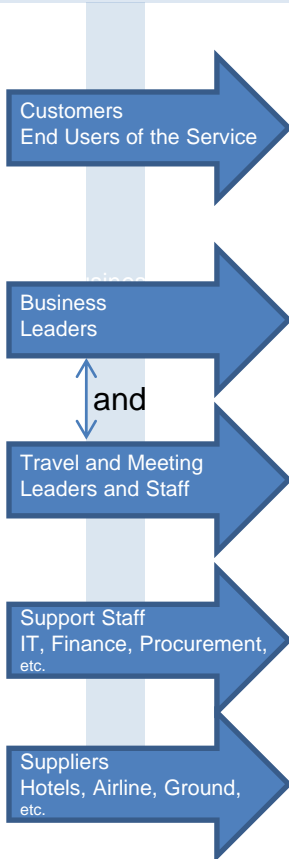 Customers
End Users of the Service
Business
Leaders
and
Travel and Meeting
Leaders and Staff
Support Staff
IT, Finance, Procurement,
etc.
Suppliers
Hotels, Airline, Ground,
etc.